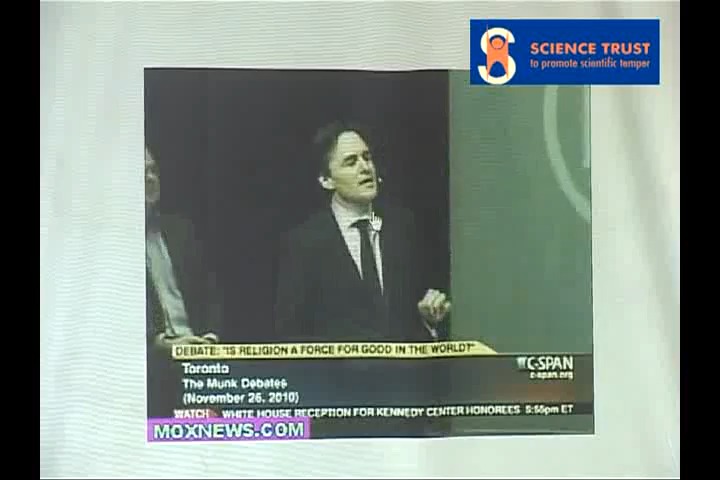 SCIENCE TRUST
to promote scientific temper
DEBATE: "IS RELIGION A FORCE FOR GOOD IN THE WORLD?"
Toronto
The Munk Debates
(November 26, 2010)
C-SPAN
c-span.org
WATCH WHITE HOUSE RECEPTION FOR KENNEDY CENTER HONOREES 5:55pm ET
MOXNEWS.COM